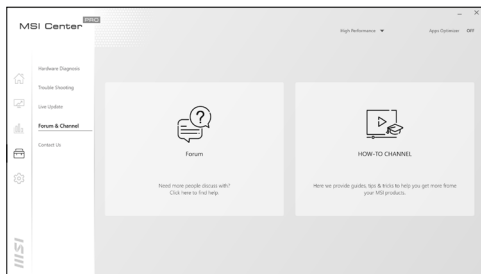 MSI Center PRO
High Performance
Apps Optimizer: OFF
Hardware Diagnosis
Trouble Shooting
Live Update
Forum & Channel
Contact Us
Forum
Need more people discuss with?
Click here to find help.
HOW-TO CHANNEL
Here we provide guides, tips & tricks to help you get more frome
your MSI products.
msi